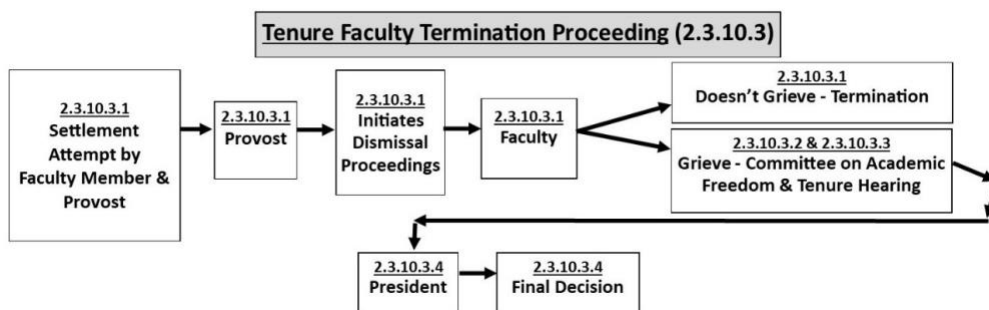 Tenure Faculty Termination Proceeding (2.3.10.3)
2.3.10.3.1
Settlement
Attempt by
Faculty Member &
Provost
2.3.10.3.1
Provost
2.3.10.3.1
Initiates
Dismissal
Proceedings
2.3.10.3.1
Faculty
2.3.10.3.1
Doesn't Grieve - Termination
2.3.10.3.2 & 2.3.10.3.3
Grieve - Committee on Academic
Freedom & Tenure Hearing
2.3.10.3.4
President
2.3.10.3.4
Final Decision